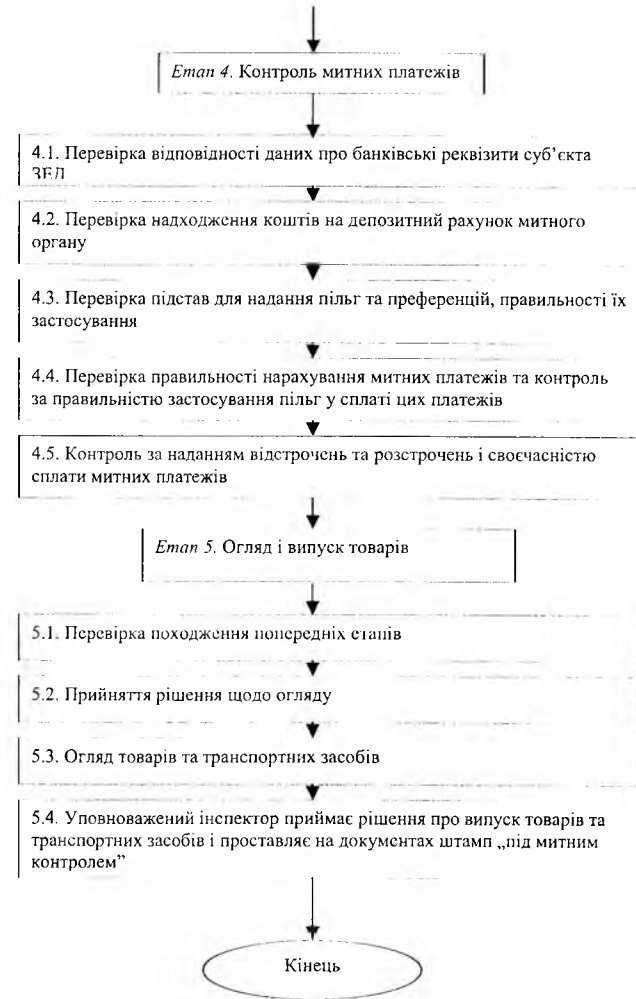 Етап 4. Контроль митних платежів
4.1. Перевірка відповідності даних про банківські реквізити суб’єкта
ЗЕД
4.2. Перевірка надходження коштів на депозитний рахунок митного
органу
4.3. Перевірка підстав для надання пільг та преференцій, правильності їх
застосування
4.4. Перевірка правильності нарахування митних платежів та контроль
за правильністю застосування пільг у сплаті цих платежів
4.5. Контроль за наданням відстрочень та розстрочень і своєчасністю
сплати митних платежів
Етап 5. Огляд і випуск товарів
5.1. Перевірка походження попередніх етапів
5.2. Прийняття рішення щодо огляду
5.3. Огляд товарів та транспортних засобів
5.4. Уповноважений інспектор приймає рішення про випуск товарів та
транспортних засобів і проставляє на документах штамп „під митним
контролем”
Кінець